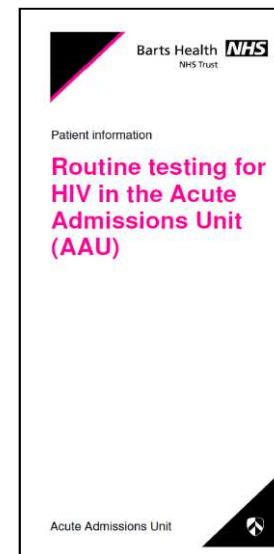 Barts Health NHS
NHS Trust
Patient information
Routine testing for
HIV in the Acute
Admissions Unit
(AAU)
Acute Admissions Unit